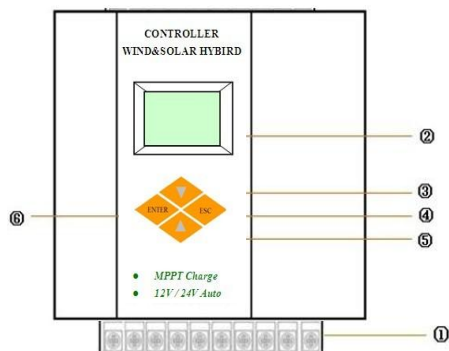 CONTROLLER
WIND&SOLAR HYBIRD
②
③
ENTER
ESC
④
⑥
⑤
● MPPT Charge
● 12V / 24V Auto
①